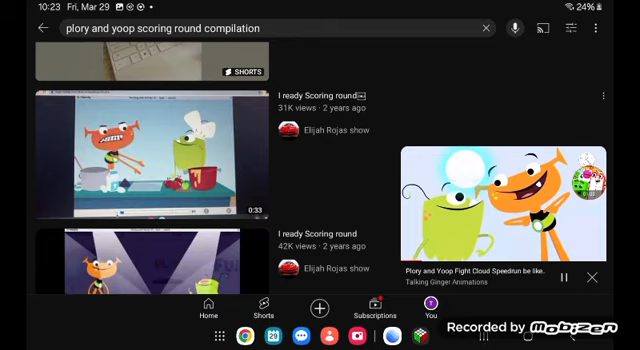 10:23 Fri, Mar 29
24%
plory and yoop scoring round compilation
SHORTS
I ready Scoring round
31K views · 2 years ago
Elijah Rojas show
0:33
I ready Scoring round
42K views · 2 years ago
Elijah Rojas show
Plory and Yoop Fight Cloud Speedrun be like.
Talking Ginger Animations
Home
Shorts
Subscriptions
You
29
Recorded by mobizen